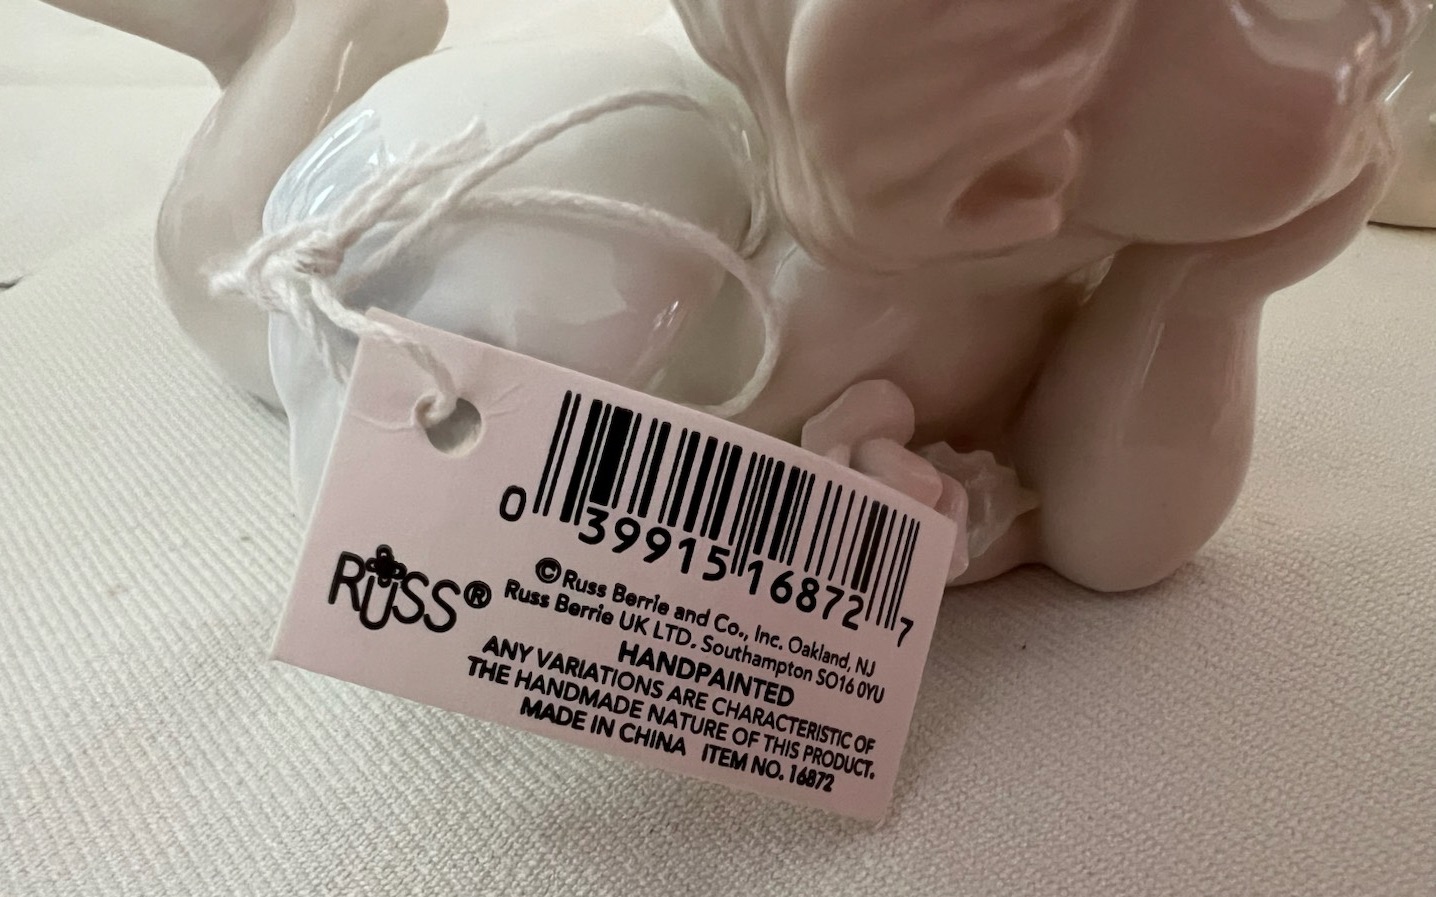 0 39915 16872 7
RUSS®
© Russ Berrie and Co., Inc. Oakland, NJ
Russ Berrie UK LTD. Southampton SO16 0YU
HANDPAINTED
ANY VARIATIONS ARE CHARACTERISTIC OF
THE HANDMADE NATURE OF THIS PRODUCT.
MADE IN CHINA ITEM NO. 16872